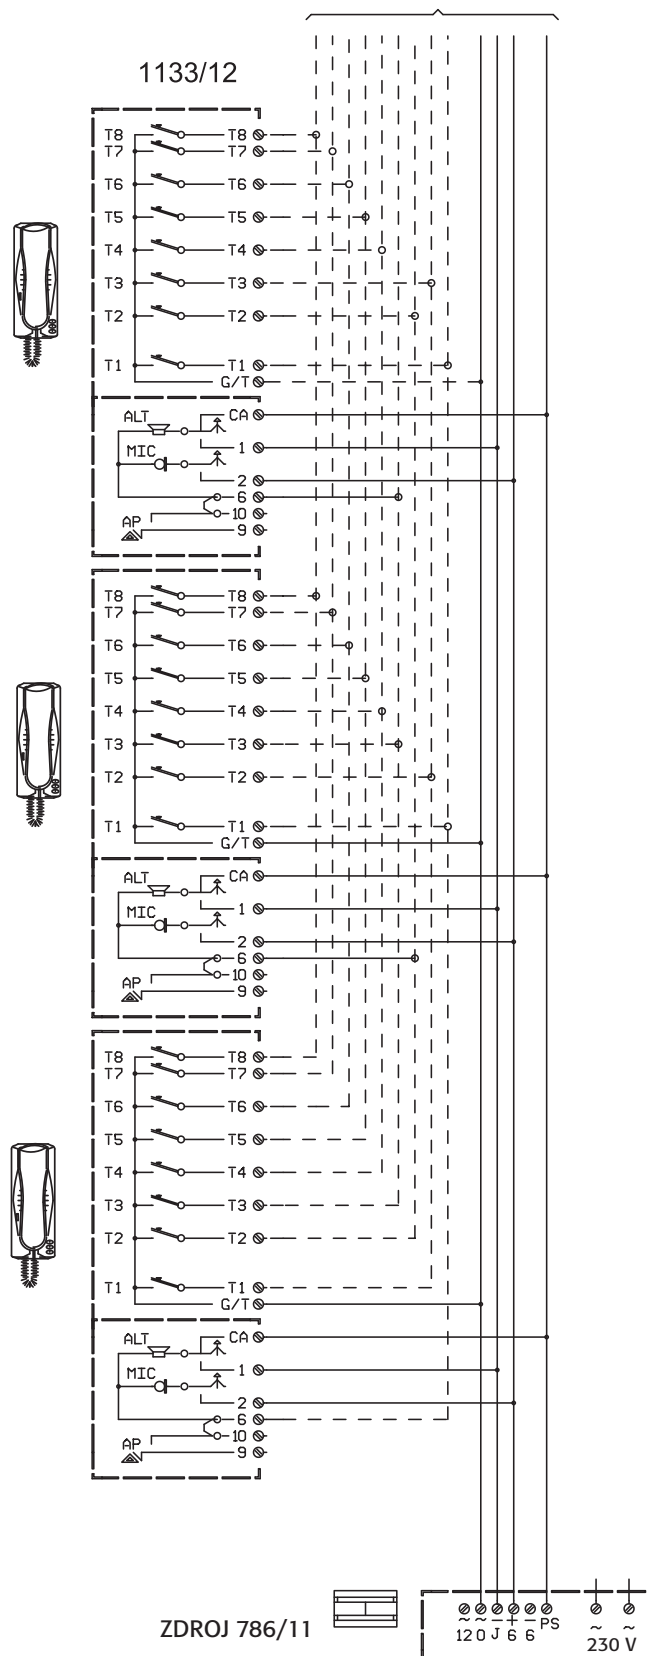 1133/12
T8 T8
T7 T7
T6 T6
T5 T5
T4 T4
T3 T3
T2 T2
T1 T1
G/T
ALT CA
1
MIC
2
6
10
AP
9
T8 T8
T7 T7
T6 T6
T5 T5
T4 T4
T3 T3
T2 T2
T1 T1
G/T
ALT CA
1
MIC
2
6
10
AP
9
T8 T8
T7 T7
T6 T6
T5 T5
T4 T4
T3 T3
T2 T2
T1 T1
G/T
ALT CA
1
MIC
2
6
10
AP
9
ZDROJ 786/11
~ ~ – + – PS ~ ~
12 0 J 6 6 230 V